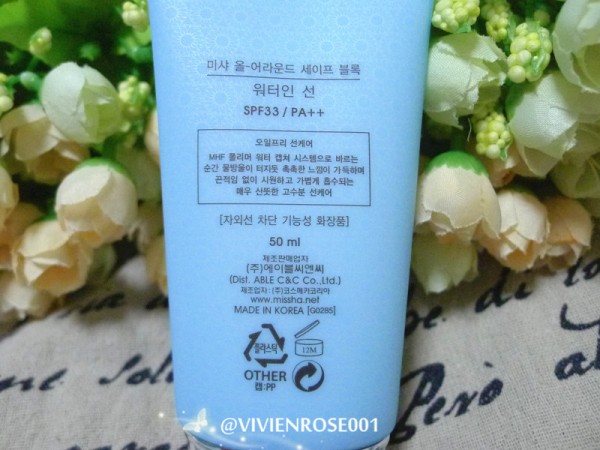 미샤 올-어라운드 세이프 블록
워터인 선
SPF33 / PA++
오일프리 선케어
MHF 폴리머 워터 캡쳐 시스템으로 바르는
순간 물방울이 터지듯 촉촉한 느낌이 가득하며
끈적임 없이 시원하고 가볍게 흡수되는
매우 산뜻한 고수분 선케어
[자외선 차단 기능성 화장품]
50 ml
제조판매업자
(주)에이블씨엔씨
(Dist. ABLE C&C Co.,Ltd.)
제조업자: (주)코스메카코리아
www.missha.net
MADE IN KOREA [G0285]
플라스틱
12M
OTHER
캡:PP
@VIVIENROSE001
Però